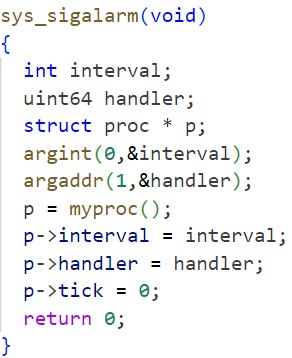 sys_sigalarm(void)
{
  int interval;
  uint64 handler;
  struct proc * p;
  argint(0,&interval);
  argaddr(1,&handler);
  p = myproc();
  p->interval = interval;
  p->handler = handler;
  p->tick = 0;
  return 0;
}